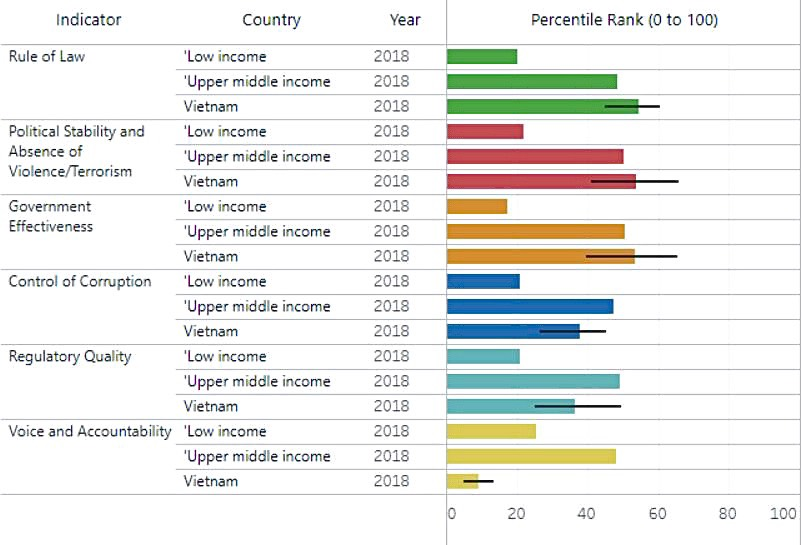 Indicator Country Year Percentile Rank (0 to 100)
Rule of Law 'Low income 2018
'Upper middle income 2018
Vietnam 2018
Political Stability and 'Low income 2018
Absence of
Violence/Terrorism
'Upper middle income 2018
Vietnam 2018
Government 'Low income 2018
Effectiveness
'Upper middle income 2018
Vietnam 2018
Control of Corruption 'Low income 2018
'Upper middle income 2018
Vietnam 2018
Regulatory Quality 'Low income 2018
'Upper middle income 2018
Vietnam 2018
Voice and Accountability 'Low income 2018
'Upper middle income 2018
Vietnam 2018
0 20 40 60 80 100